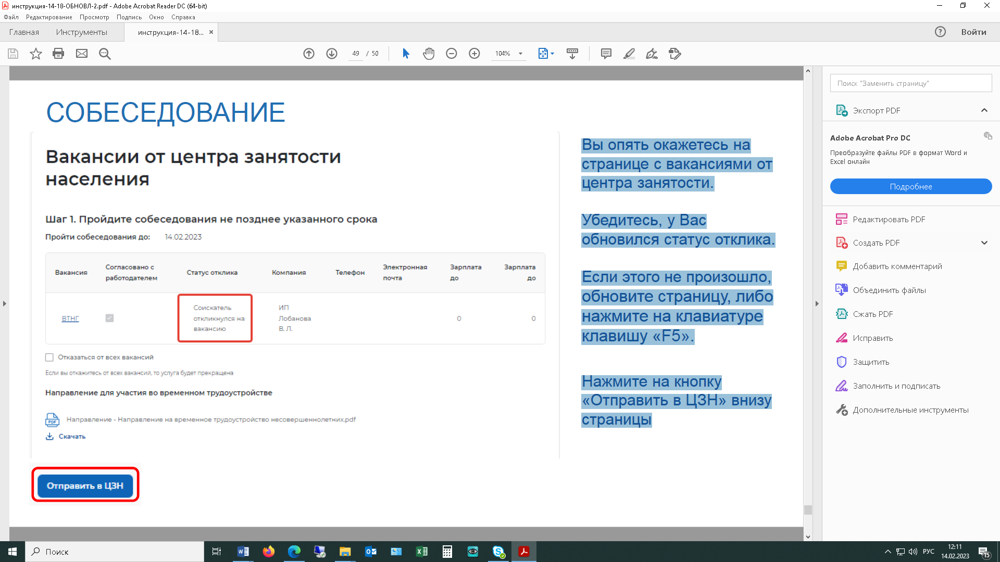 инструкция-14-18-ОБНОВЛ-2.pdf - Adobe Acrobat Reader DC (64-bit)
Файл Редактирование Просмотр Подпись Окно Справка
Главная Инструменты инструкция-14-18... ×
Войти
49 / 50 104%
СОБЕСЕДОВАНИЕ
Вакансии от центра занятости
населения
Шаг 1. Пройдите собеседования не позднее указанного срока
Пройти собеседования до: 14.02.2023
Вакансия Согласовано с работодателем Статус отклика Компания Телефон Электронная почта Зарплата до Зарплата до
ВТНГ Соискатель откликнулся на вакансию ИП Лобанова В. Л. 0 0
Отказаться от всех вакансий
Если вы откажитесь от всех вакансий, то услуга будет прекращена
Направление для участия во временном трудоустройстве
PDF Направление - Направление на временное трудоустройство несовершеннолетних.pdf
Скачать
Отправить в ЦЗН
Вы опять окажетесь на
странице с вакансиями от
центра занятости.
Убедитесь, у Вас
обновился статус отклика.
Если этого не произошло,
обновите страницу, либо
нажмите на клавиатуре
клавишу «F5».
Нажмите на кнопку
«Отправить в ЦЗН» внизу
страницы
Поиск "Заменить страницу"
Экспорт PDF
Adobe Acrobat Pro DC
Преобразуйте файлы PDF в формат Word и
Excel онлайн
Подробнее
Редактировать PDF
Создать PDF
Добавить комментарий
Объединить файлы
Сжать PDF
Исправить
Защитить
Заполнить и подписать
Дополнительные инструменты
Поиск
РУС
12:11
14.02.2023
15